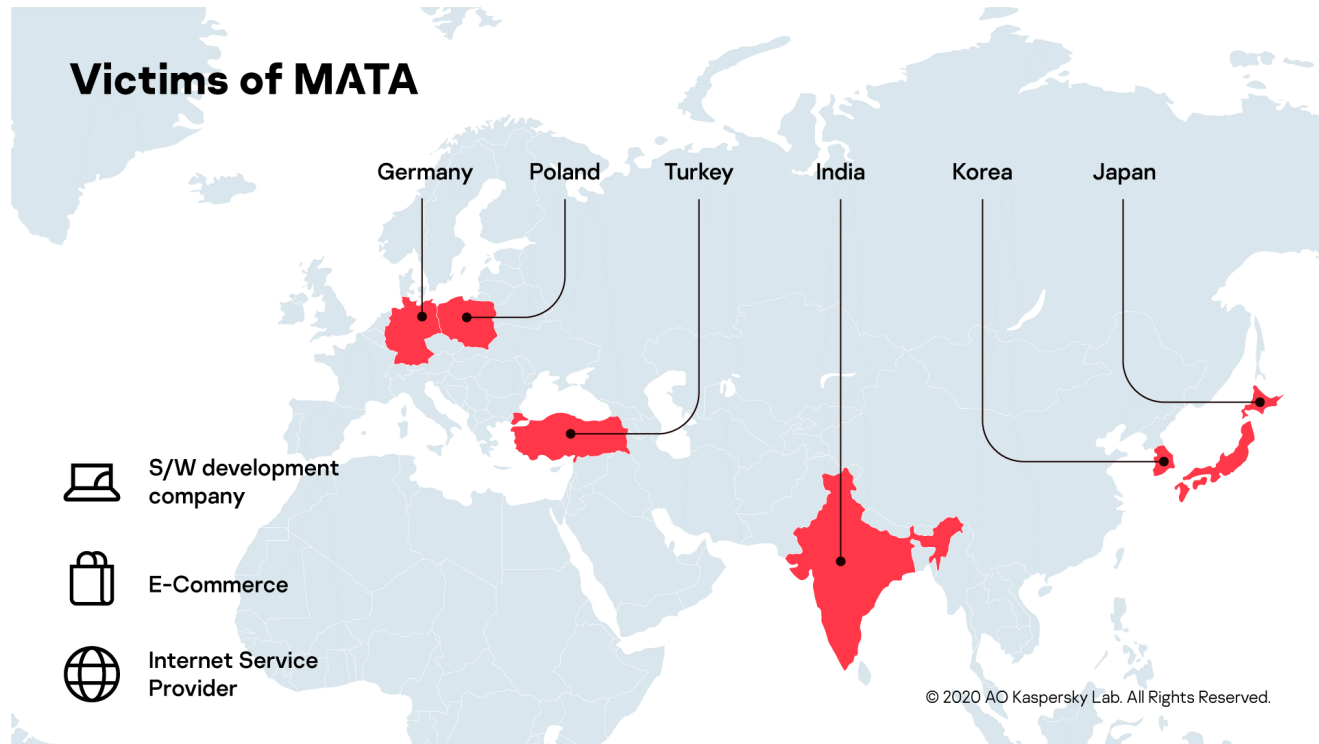 Victims of MATA
Germany
Poland
Turkey
India
Korea
Japan
S/W development
company
E-Commerce
Internet Service
Provider
© 2020 AO Kaspersky Lab. All Rights Reserved.